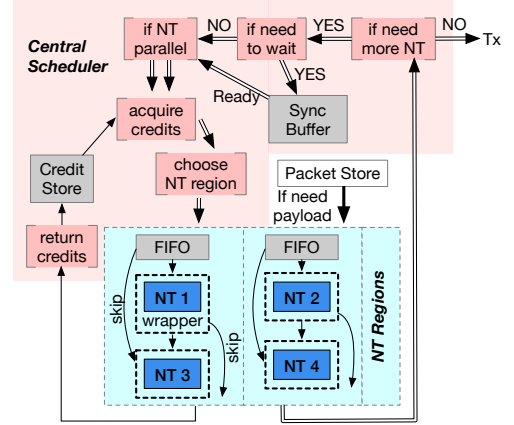 if NT
parallel
NO
if need
to wait
YES
if need
more NT
NO
Tx
Central
Scheduler
YES
Ready
Sync
Buffer
acquire
credits
Credit
Store
choose
NT region
Packet Store
If need
payload
return
credits
FIFO
FIFO
NT 1
wrapper
NT 2
skip
skip
NT 3
NT 4
NT Regions